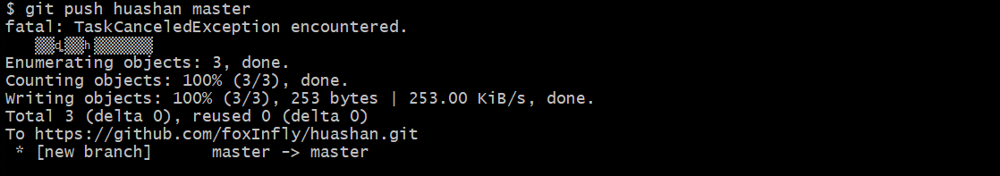 $ git push huashan master
fatal: TaskCanceledException encountered.
Enumerating objects: 3, done.
Counting objects: 100% (3/3), done.
Writing objects: 100% (3/3), 253 bytes | 253.00 KiB/s, done.
Total 3 (delta 0), reused 0 (delta 0)
To https://github.com/foxInfly/huashan.git
* [new branch] master -> master